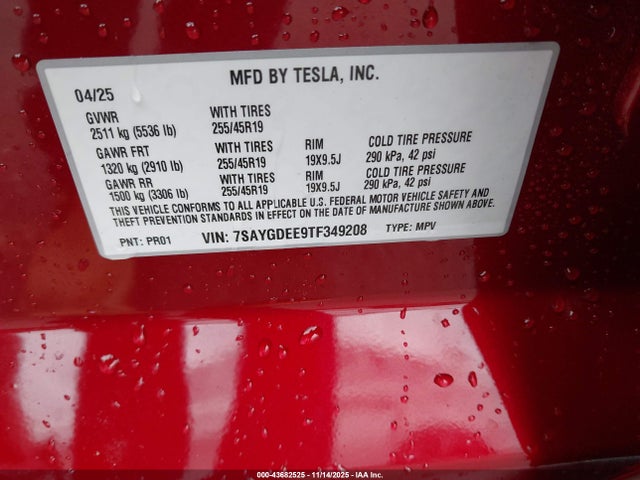 MFD BY TESLA, INC.
04/25
GVWR WITH TIRES
2511 kg (5536 lb) 255/45R19
GAWR FRT WITH TIRES RIM COLD TIRE PRESSURE
1320 kg (2910 lb) 255/45R19 19X9.5J 290 kPa, 42 psi
GAWR RR WITH TIRES RIM COLD TIRE PRESSURE
1500 kg (3306 lb) 255/45R19 19X9.5J 290 kPa, 42 psi
THIS VEHICLE CONFORMS TO ALL APPLICABLE U.S. FEDERAL MOTOR VEHICLE SAFETY AND
THEFT PREVENTION STANDARDS IN EFFECT ON THE DATE OF MANUFACTURE SHOWN ABOVE.
PNT: PR01 VIN: 7SAYGDEE9TF349208 TYPE: MPV
000-43682525 - 11/14/2025 - IAA Inc.